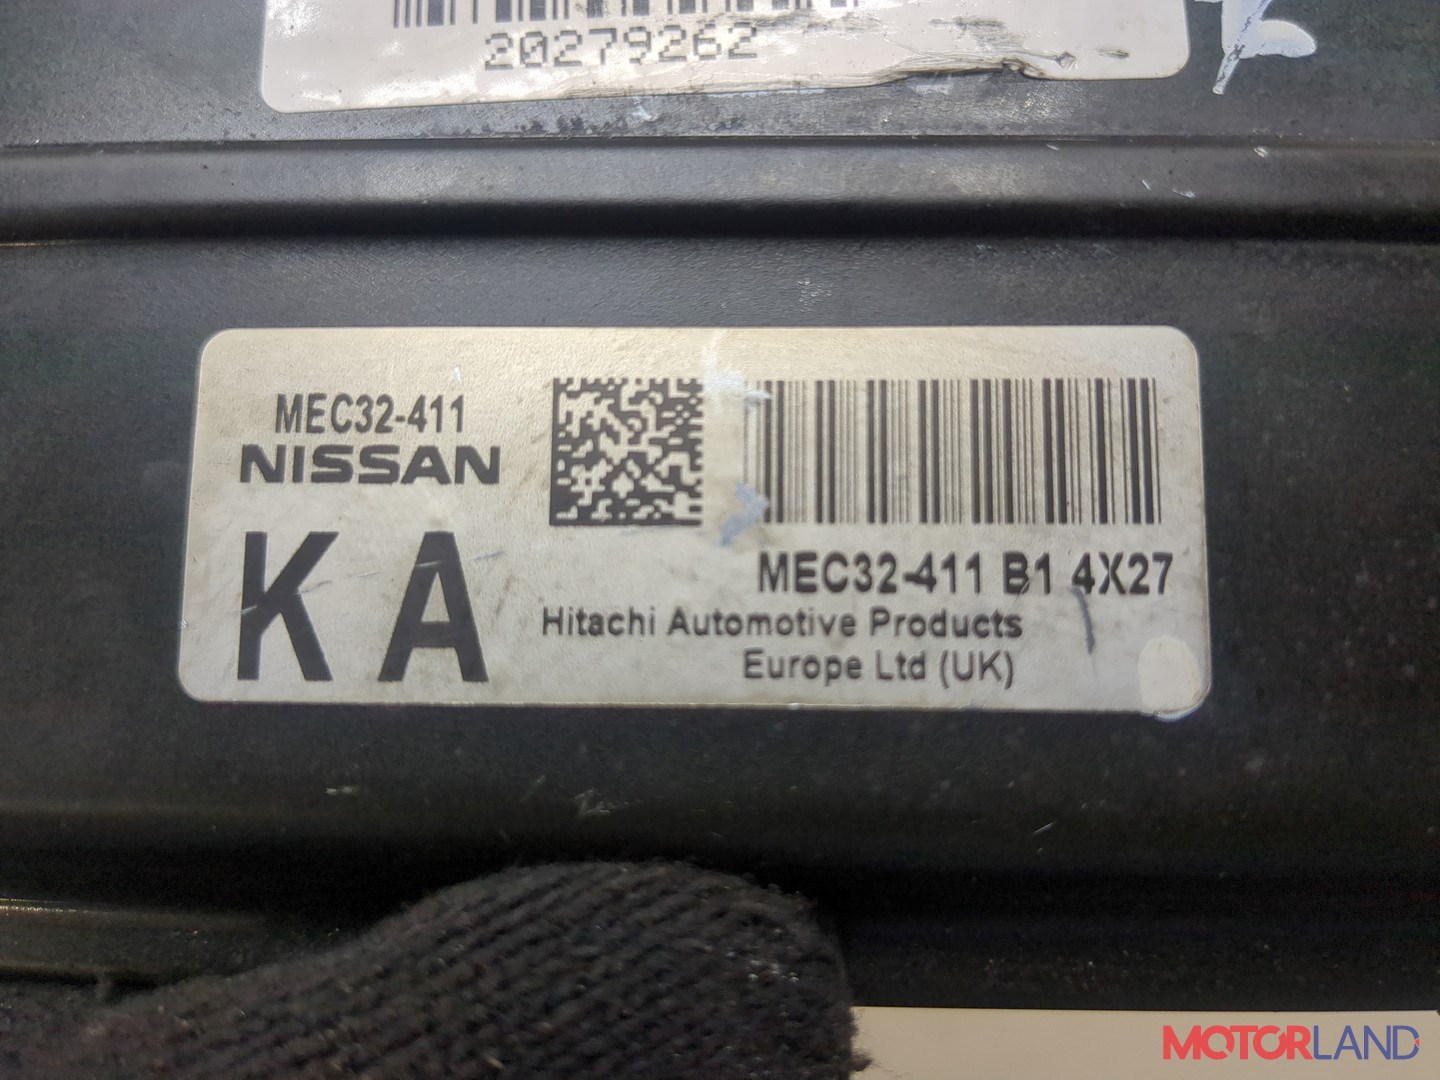 20279262
MEC32-411
NISSAN
KA
MEC32-411 B1 4X27
Hitachi Automotive Products
Europe Ltd (UK)
MOTORLAND